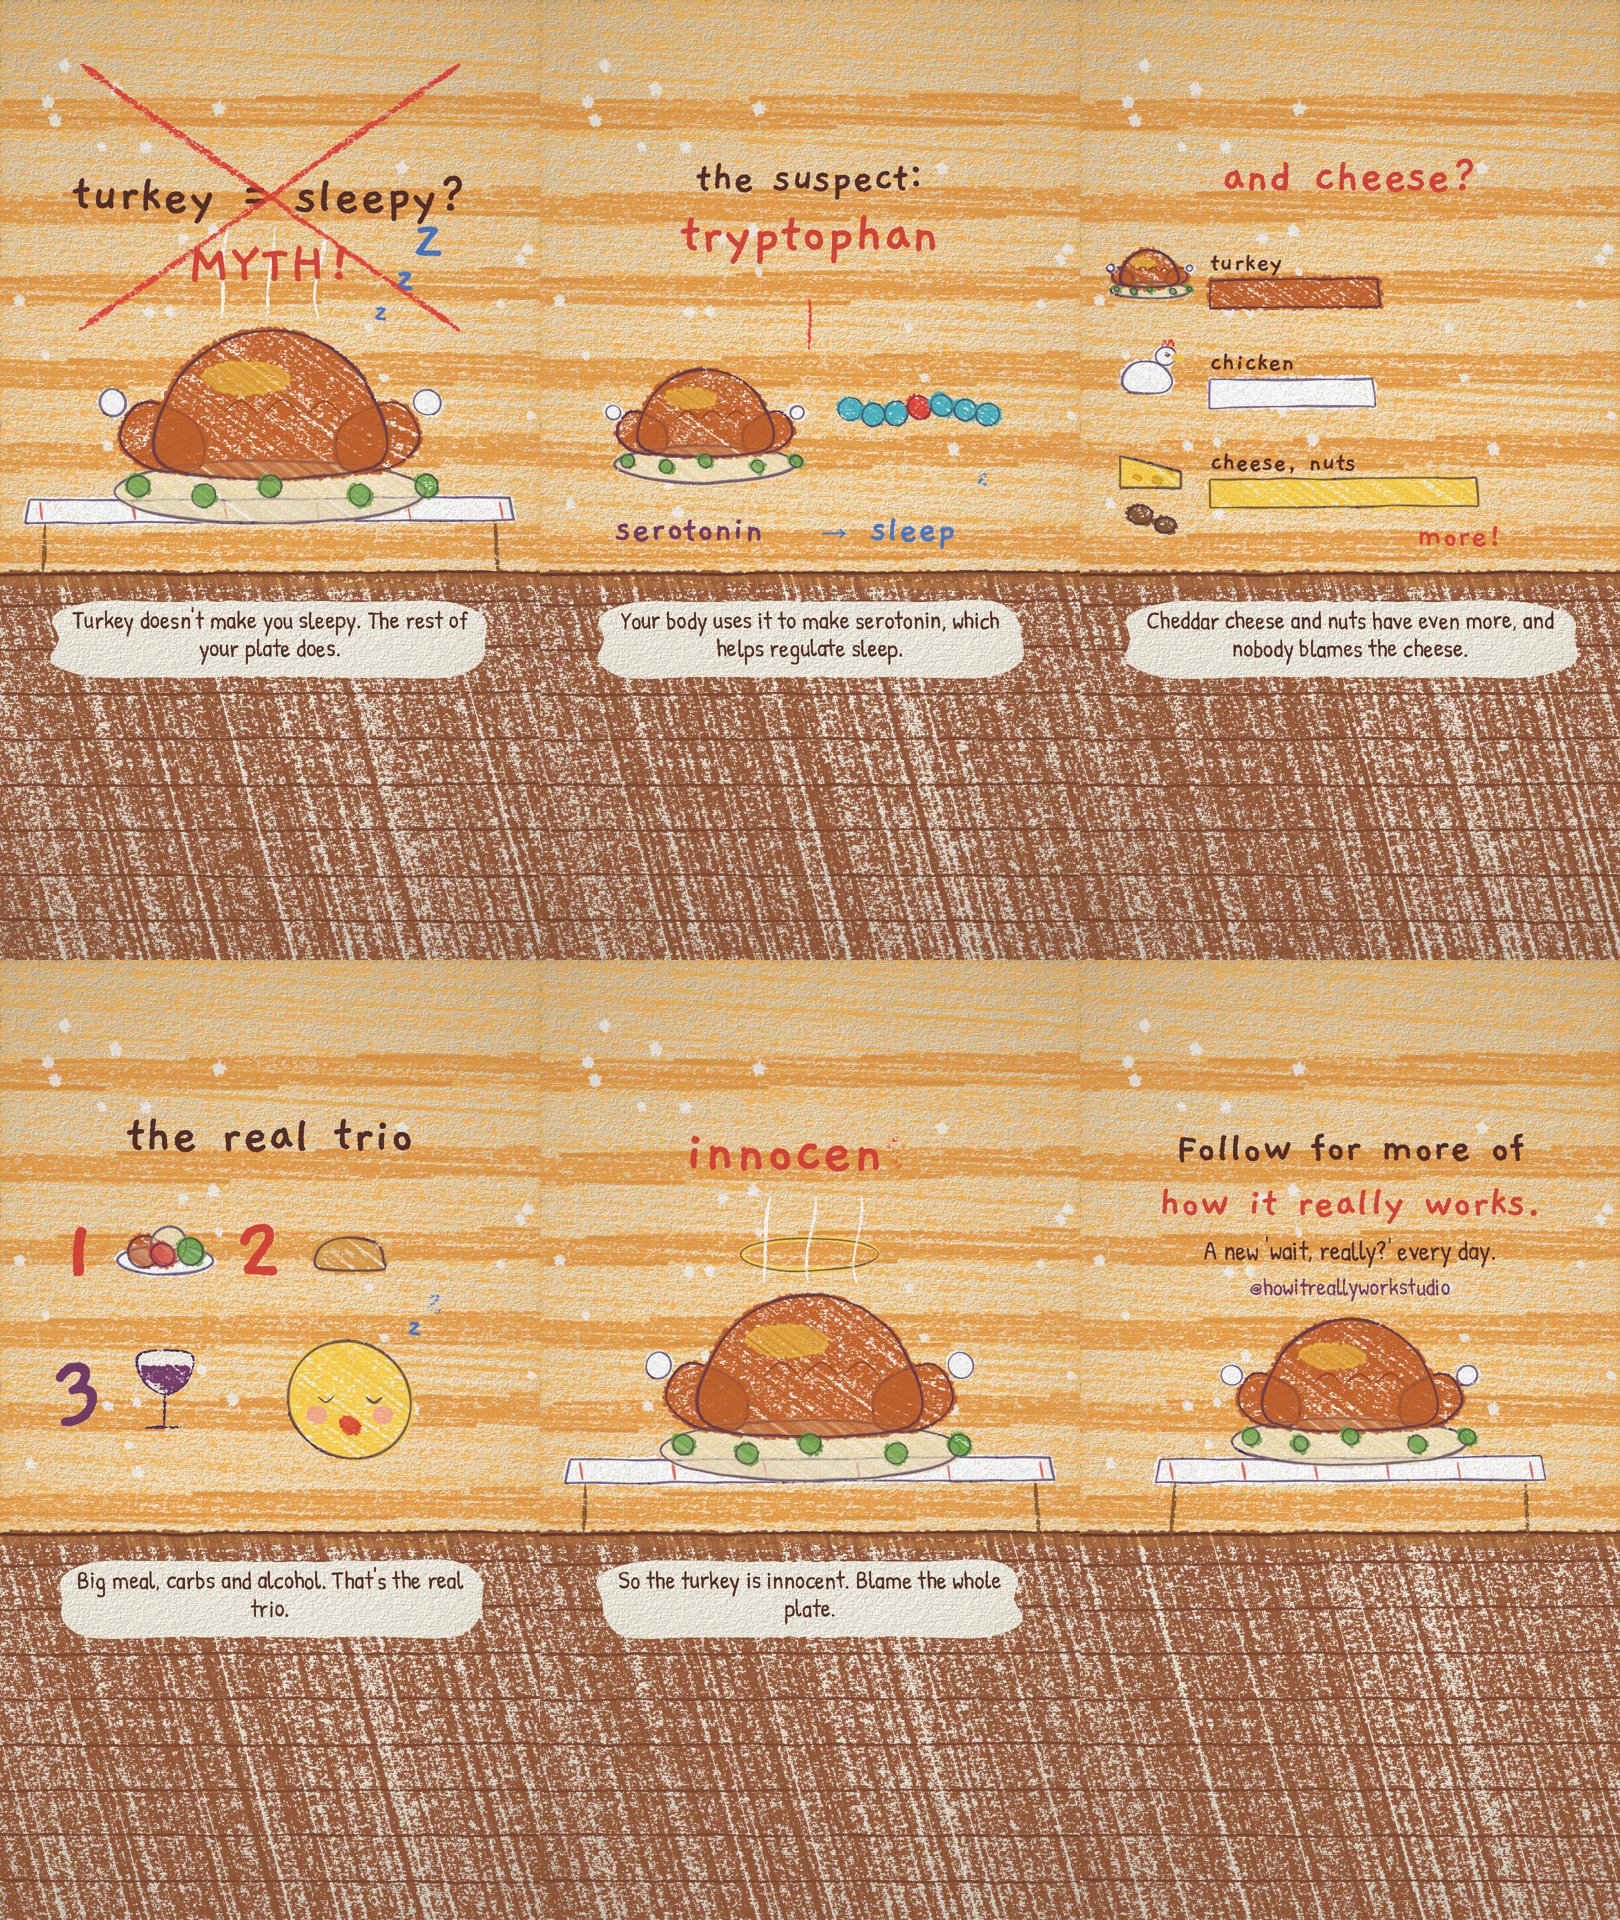 turkey = sleepy?
MYTH!
z
z
z
Turkey doesn't make you sleepy. The rest of
your plate does.
the suspect:
tryptophan
z
serotonin → sleep
Your body uses it to make serotonin, which
helps regulate sleep.
and cheese?
turkey
chicken
cheese, nuts
more!
Cheddar cheese and nuts have even more, and
nobody blames the cheese.
the real trio
1 2
z
z
3
Big meal, carbs and alcohol. That's the real
trio.
innocen
So the turkey is innocent. Blame the whole
plate.
Follow for more of
how it really works.
A new 'wait, really?' every day.
@howitreallyworkstudio